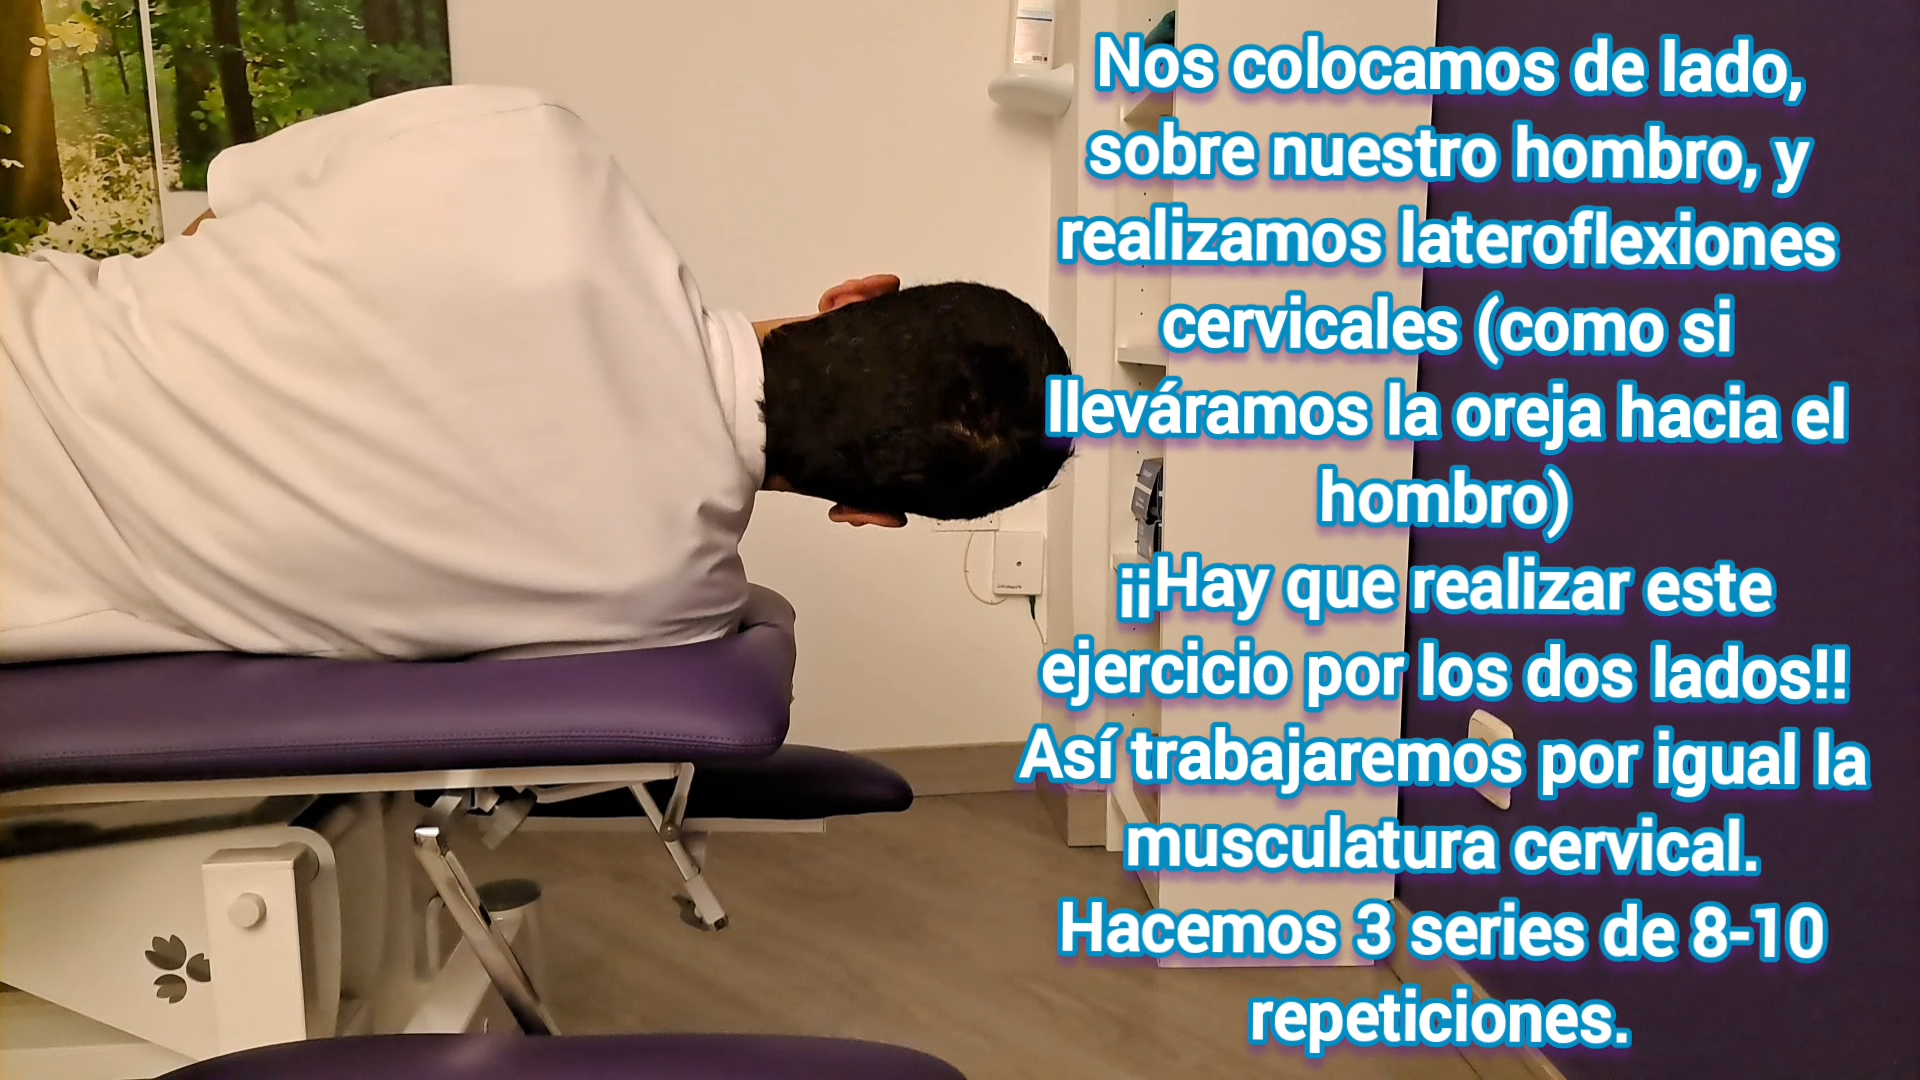 Nos colocamos de lado,
sobre nuestro hombro, y
realizamos lateroflexiones
cervicales (como si
lleváramos la oreja hacia el
hombro)
¡¡Hay que realizar este
ejercicio por los dos lados!!
Así trabajaremos por igual la
musculatura cervical.
Hacemos 3 series de 8-10
repeticiones.